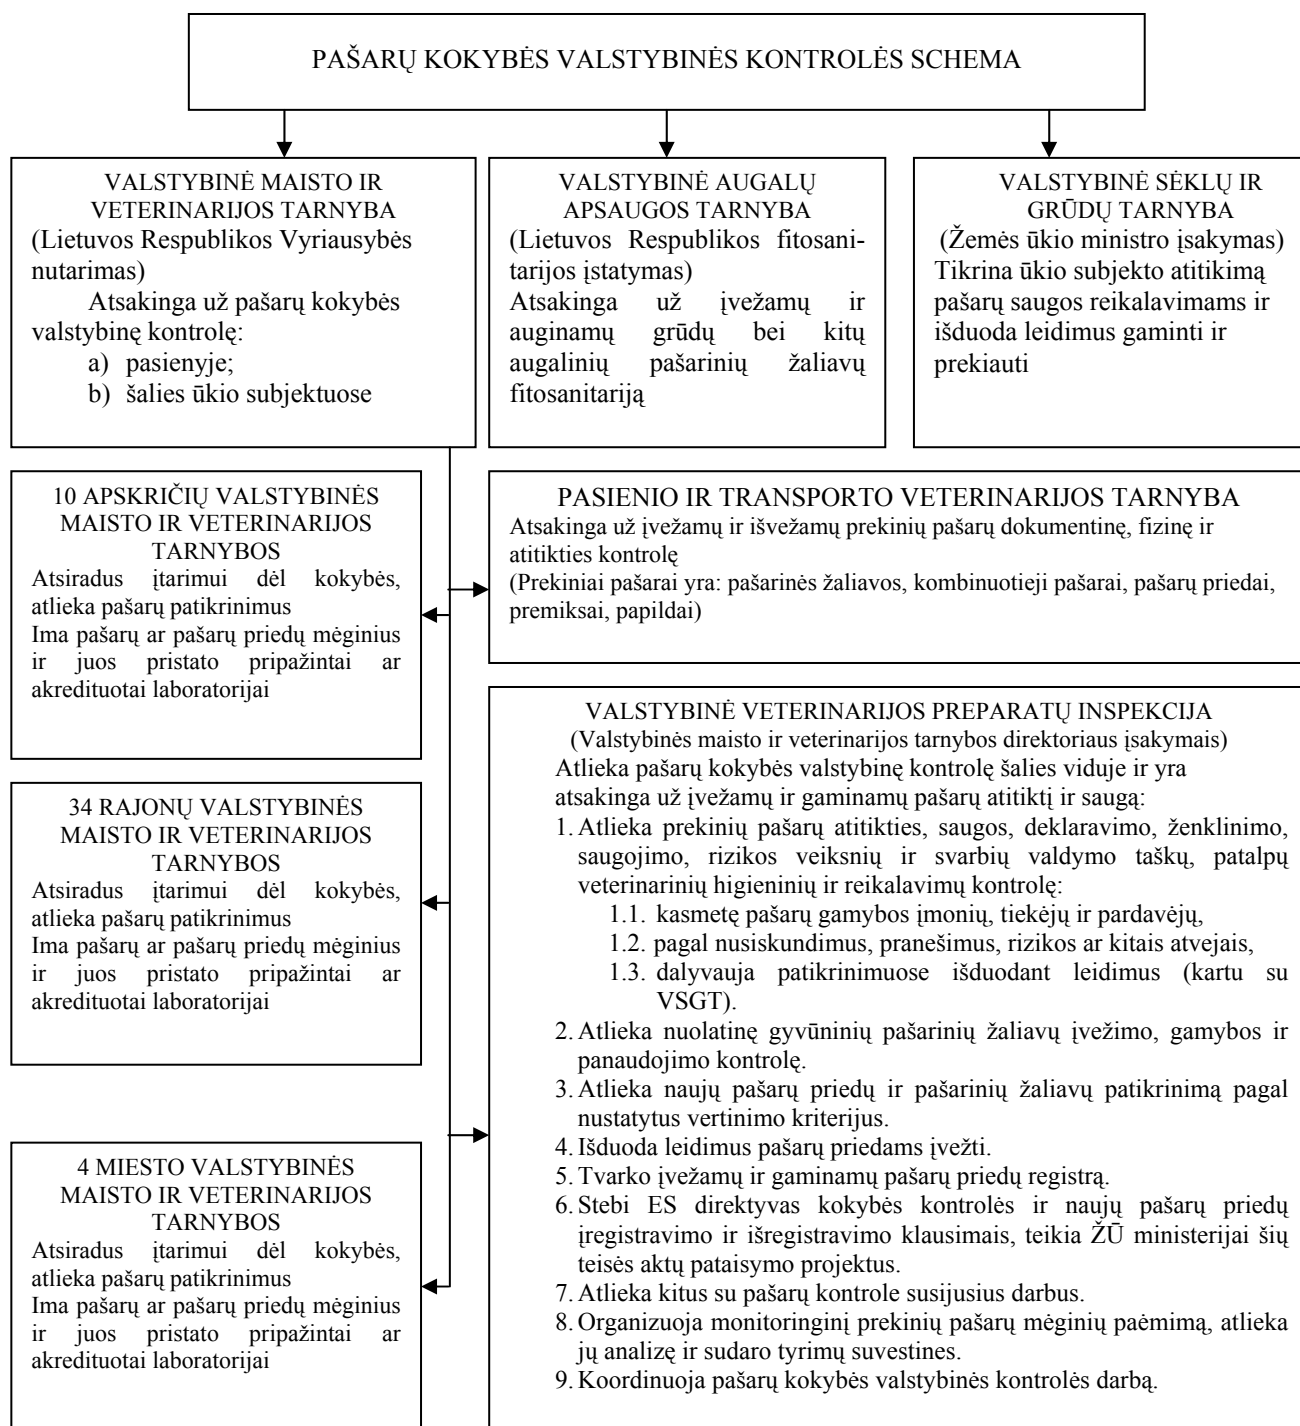 PAŠARŲ KOKYBĖS VALSTYBINĖS KONTROLĖS SCHEMA
VALSTYBINĖ MAISTO IR
VETERINARIJOS TARNYBA
(Lietuvos Respublikos Vyriausybės
nutarimas)
Atsakinga už pašarų kokybės
valstybinę kontrolę:
a) pasienyje;
b) šalies ūkio subjektuose
VALSTYBINĖ AUGALŲ
APSAUGOS TARNYBA
(Lietuvos Respublikos fitosani-
tarijos įstatymas)
Atsakinga už įvežamų ir
auginamų grūdų bei kitų
augalinių pašarinių žaliavų
fitosanitariją
VALSTYBINĖ SĖKLŲ IR
GRŪDŲ TARNYBA
(Žemės ūkio ministro įsakymas)
Tikrina ūkio subjekto atitikimą
pašarų saugos reikalavimams ir
išduoda leidimus gaminti ir
prekiauti
10 APSKRIČIŲ VALSTYBINĖS
MAISTO IR VETERINARIJOS
TARNYBOS
Atsiradus įtarimui dėl kokybės,
atlieka pašarų patikrinimus
Ima pašarų ar pašarų priedų mėginius
ir juos pristato pripažintai ar
akredituotai laboratorijai
PASIENIO IR TRANSPORTO VETERINARIJOS TARNYBA
Atsakinga už įvežamų ir išvežamų prekinių pašarų dokumentinę, fizinę ir
atitikties kontrolę
(Prekiniai pašarai yra: pašarinės žaliavos, kombinuotieji pašarai, pašarų priedai,
premiksai, papildai)
34 RAJONŲ VALSTYBINĖS
MAISTO IR VETERINARIJOS
TARNYBOS
Atsiradus įtarimui dėl kokybės,
atlieka pašarų patikrinimus
Ima pašarų ar pašarų priedų mėginius
ir juos pristato pripažintai ar
akredituotai laboratorijai
4 MIESTO VALSTYBINĖS
MAISTO IR VETERINARIJOS
TARNYBOS
Atsiradus įtarimui dėl kokybės,
atlieka pašarų patikrinimus
Ima pašarų ar pašarų priedų mėginius
ir juos pristato pripažintai ar
akredituotai laboratorijai
VALSTYBINĖ VETERINARIJOS PREPARATŲ INSPEKCIJA
(Valstybinės maisto ir veterinarijos tarnybos direktoriaus įsakymais)
Atlieka pašarų kokybės valstybinę kontrolę šalies viduje ir yra
atsakinga už įvežamų ir gaminamų pašarų atitiktį ir saugą:
1. Atlieka prekinių pašarų atitikties, saugos, deklaravimo, ženklinimo,
saugojimo, rizikos veiksnių ir svarbių valdymo taškų, patalpų
veterinarinių higieninių ir reikalavimų kontrolę:
1.1. kasmetę pašarų gamybos įmonių, tiekėjų ir pardavėjų,
1.2. pagal nusiskundimus, pranešimus, rizikos ar kitais atvejais,
1.3. dalyvauja patikrinimuose išduodant leidimus (kartu su
VSGT).
2. Atlieka nuolatinę gyvūninių pašarinių žaliavų įvežimo, gamybos ir
panaudojimo kontrolę.
3. Atlieka naujų pašarų priedų ir pašarinių žaliavų patikrinimą pagal
nustatytus vertinimo kriterijus.
4. Išduoda leidimus pašarų priedams įvežti.
5. Tvarko įvežamų ir gaminamų pašarų priedų registrą.
6. Stebi ES direktyvas kokybės kontrolės ir naujų pašarų priedų
įregistravimo ir išregistravimo klausimais, teikia ŽŪ ministerijai šių
teisės aktų pataisymo projektus.
7. Atlieka kitus su pašarų kontrole susijusius darbus.
8. Organizuoja monitoringinį prekinių pašarų mėginių paėmimą, atlieka
jų analizę ir sudaro tyrimų suvestines.
9. Koordinuoja pašarų kokybės valstybinės kontrolės darbą.